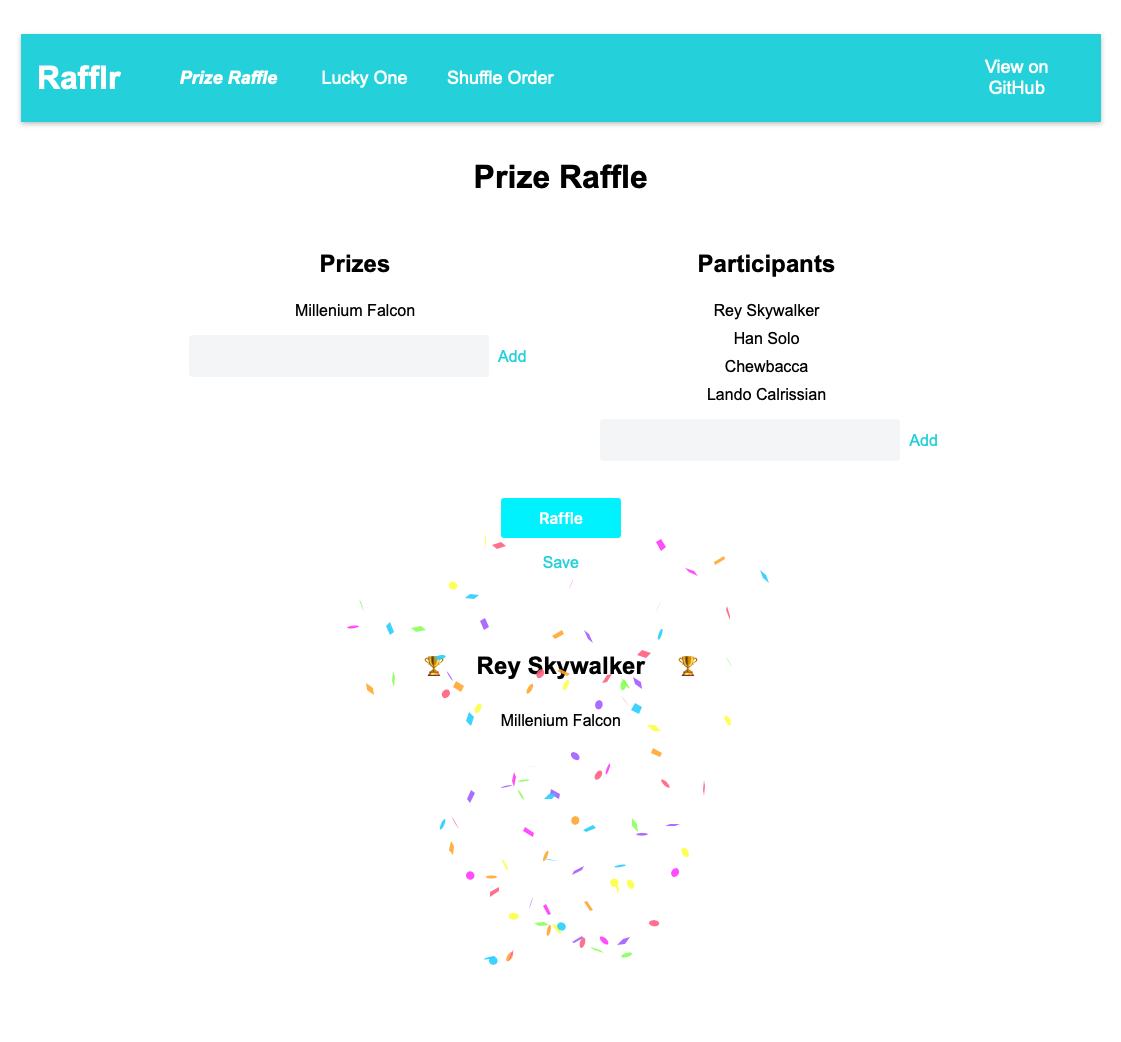 Rafflr
Prize Raffle
Lucky One
Shuffle Order
View on
GitHub
Prize Raffle
Prizes
Millenium Falcon
Add
Participants
Rey Skywalker
Han Solo
Chewbacca
Lando Calrissian
Add
Raffle
Save
🏆 Rey Skywalker 🏆
Millenium Falcon